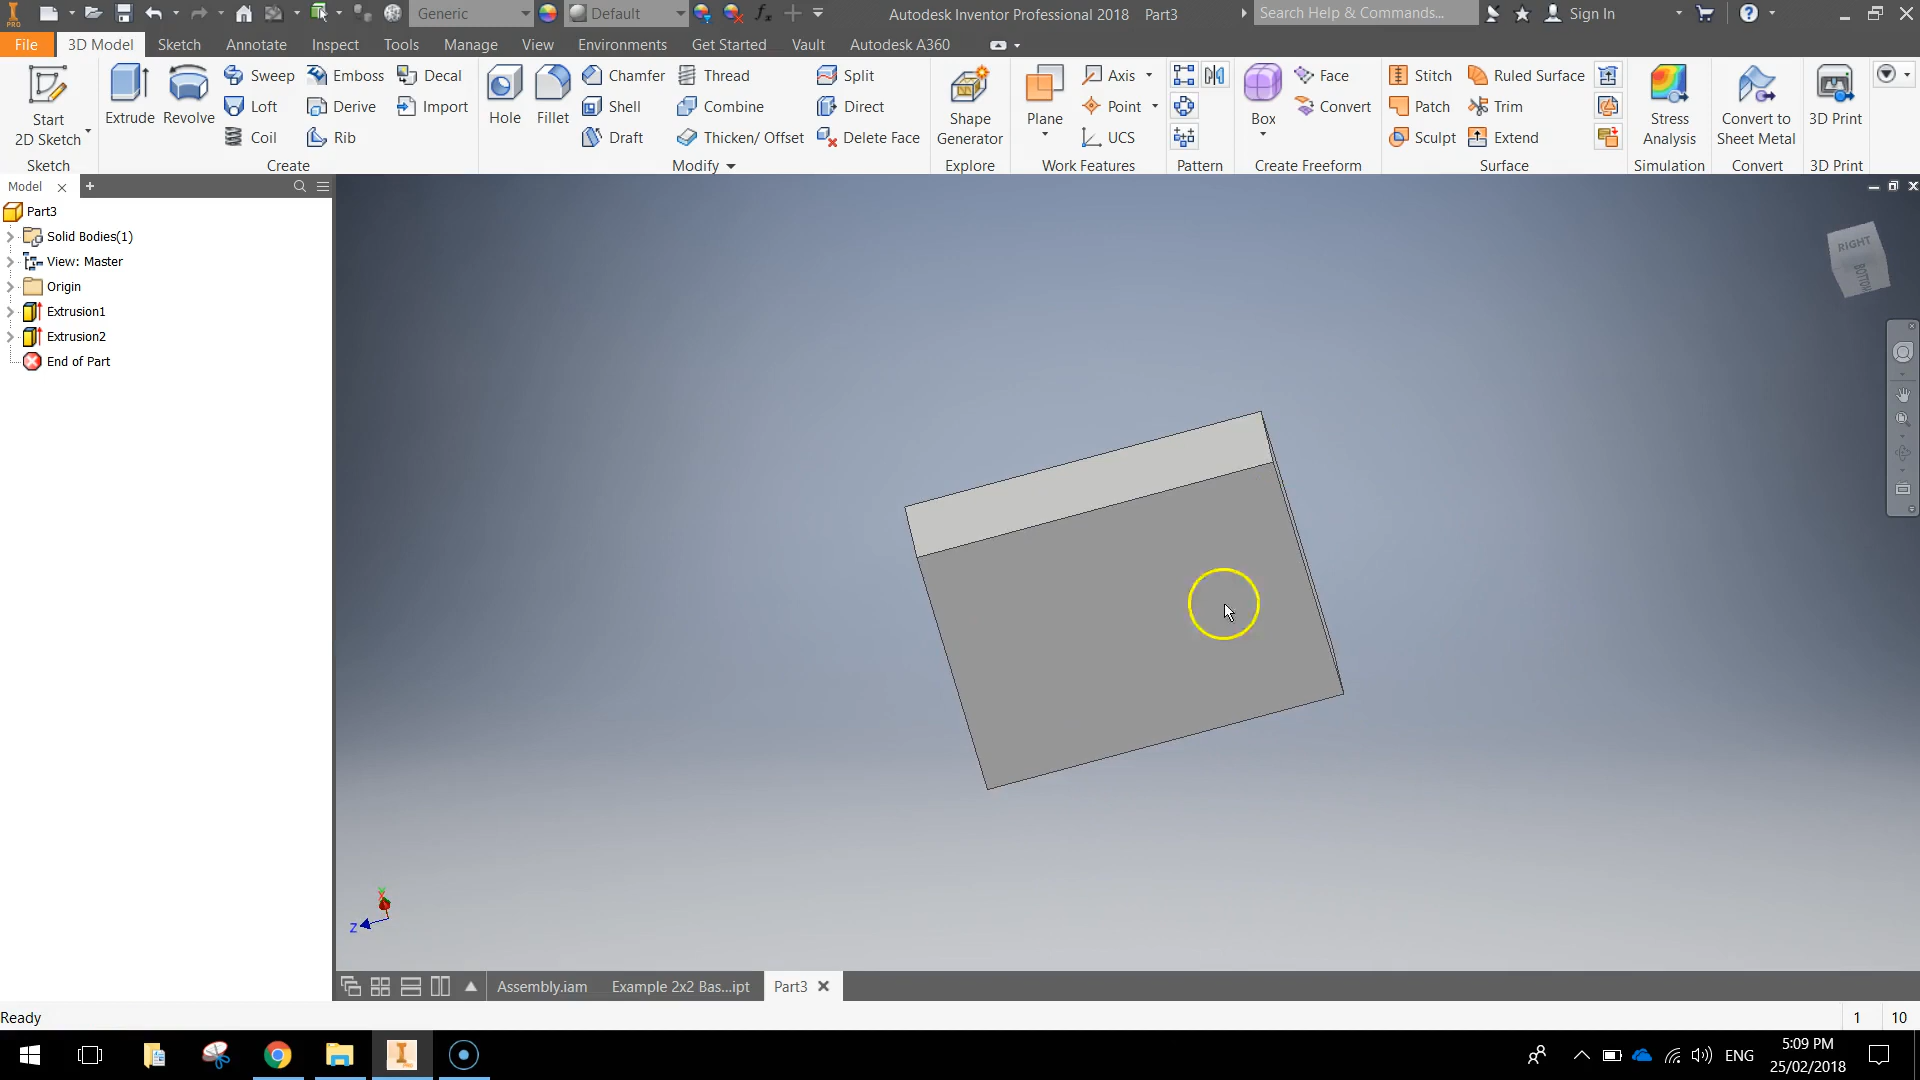 PRO
Generic
Default
Autodesk Inventor Professional 2018 Part3
Search Help & Commands...
Sign In
File 3D Model Sketch Annotate Inspect Tools Manage View Environments Get Started Vault Autodesk A360
Start
2D Sketch
Sketch
Extrude
Revolve
Sweep
Loft
Coil
Emboss
Derive
Rib
Decal
Import
Create
Hole
Fillet
Chamfer
Shell
Draft
Thread
Combine
Thicken/ Offset
Split
Direct
Delete Face
Modify
Shape
Generator
Explore
Plane
Axis
Point
UCS
Work Features
Pattern
Box
Face
Convert
Create Freeform
Stitch
Patch
Sculpt
Ruled Surface
Trim
Extend
Surface
Stress
Analysis
Simulation
Convert to
Sheet Metal
Convert
3D Print
3D Print
Model
Part3
Solid Bodies(1)
View: Master
Origin
Extrusion1
Extrusion2
End of Part
RIGHT
BOTTOM
Z
Assembly.iam Example 2x2 Bas...ipt Part3
Ready
1 10
ENG
5:09 PM
25/02/2018